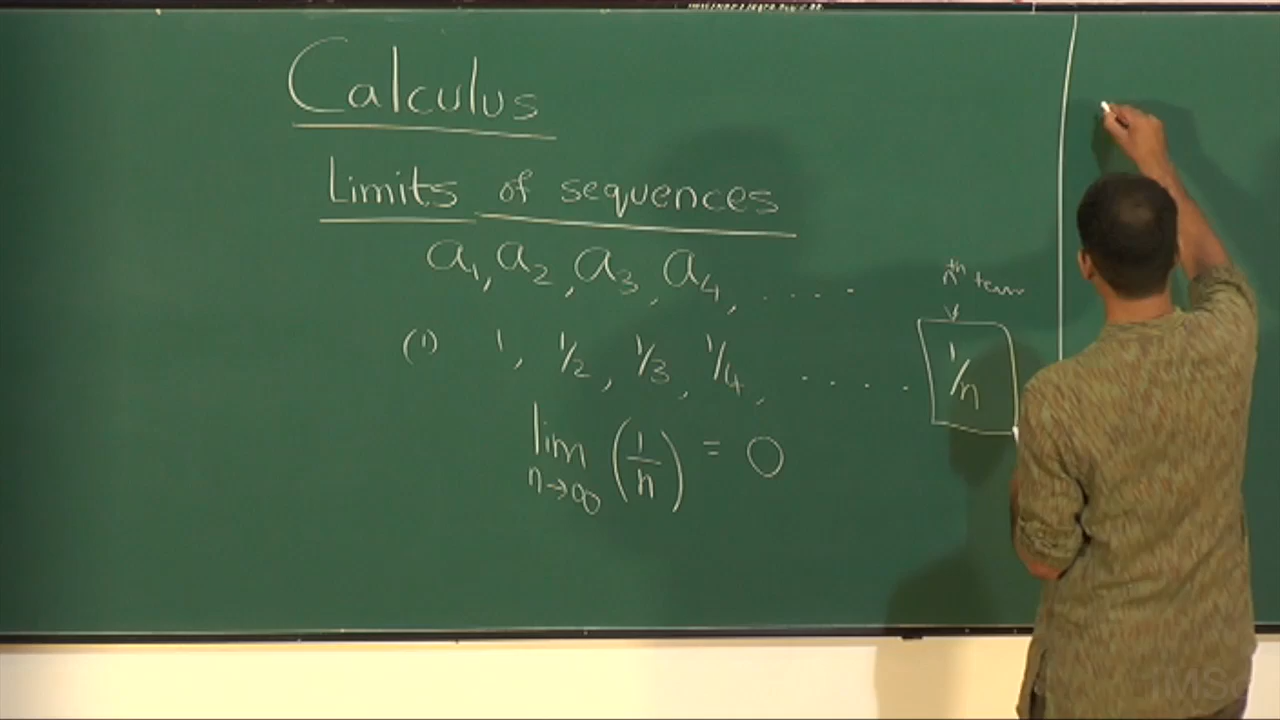 Calculus
Limits of sequences
a₁, a₂, a₃, a₄, . . . .
nᵗʰ term
(1) 1, 1/2, 1/3, 1/4, . . . . . 1/n
lim n→∞ (1/n) = 0
IMSc